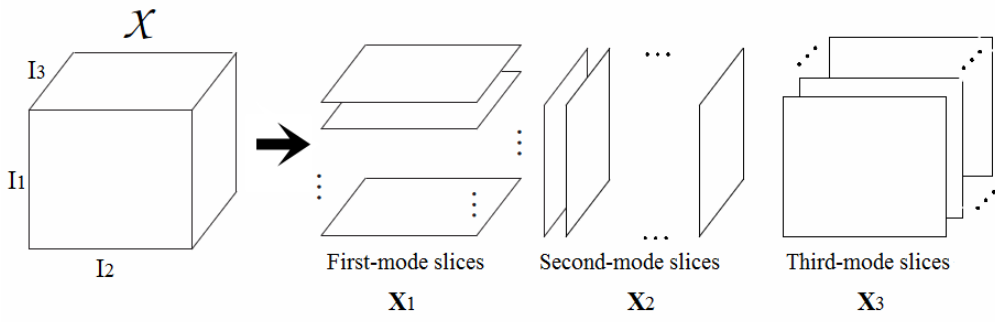 𝒳
I3
I1
I2
First-mode slices
Second-mode slices
Third-mode slices
X1
X2
X3